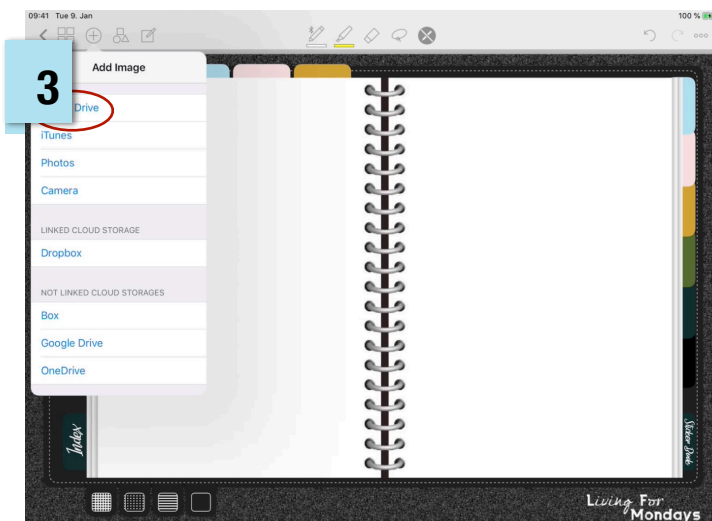 09:41 Tue 9. Jan
100 %
3
Add Image
Drive
iTunes
Photos
Camera
LINKED CLOUD STORAGE
Dropbox
NOT LINKED CLOUD STORAGES
Box
Google Drive
OneDrive
Index
Sticker Book
Living For
Mondays